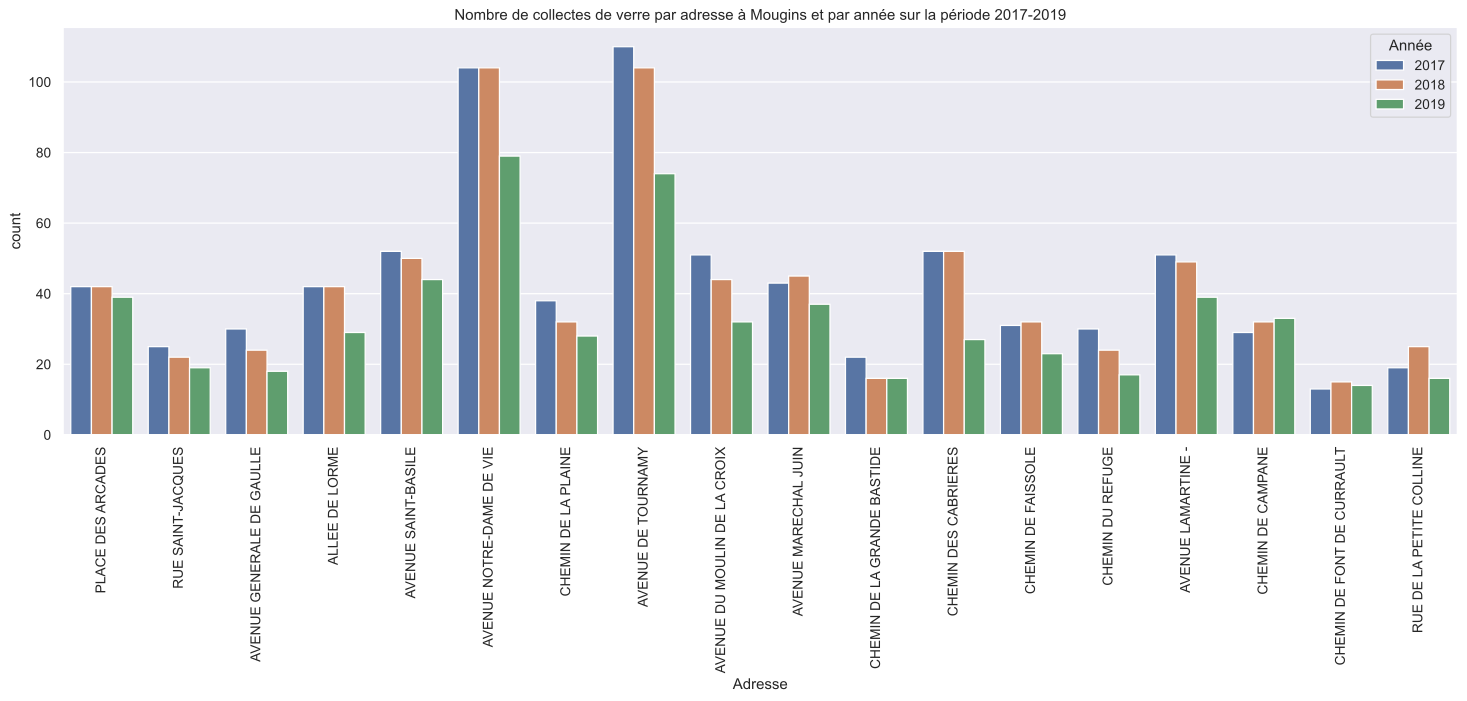 Nombre de collectes de verre par adresse à Mougins et par année sur la période 2017-2019
Année
2017
2018
2019
count
100
80
60
40
20
0
PLACE DES ARCADES
RUE SAINT-JACQUES
AVENUE GENERALE DE GAULLE
ALLEE DE LORME
AVENUE SAINT-BASILE
AVENUE NOTRE-DAME DE VIE
CHEMIN DE LA PLAINE
AVENUE DE TOURNAMY
AVENUE DU MOULIN DE LA CROIX
AVENUE MARECHAL JUIN
CHEMIN DE LA GRANDE BASTIDE
CHEMIN DES CABRIERES
CHEMIN DE FAISSOLE
CHEMIN DU REFUGE
AVENUE LAMARTINE -
CHEMIN DE CAMPANE
CHEMIN DE FONT DE CURRAULT
RUE DE LA PETITE COLLINE
Adresse